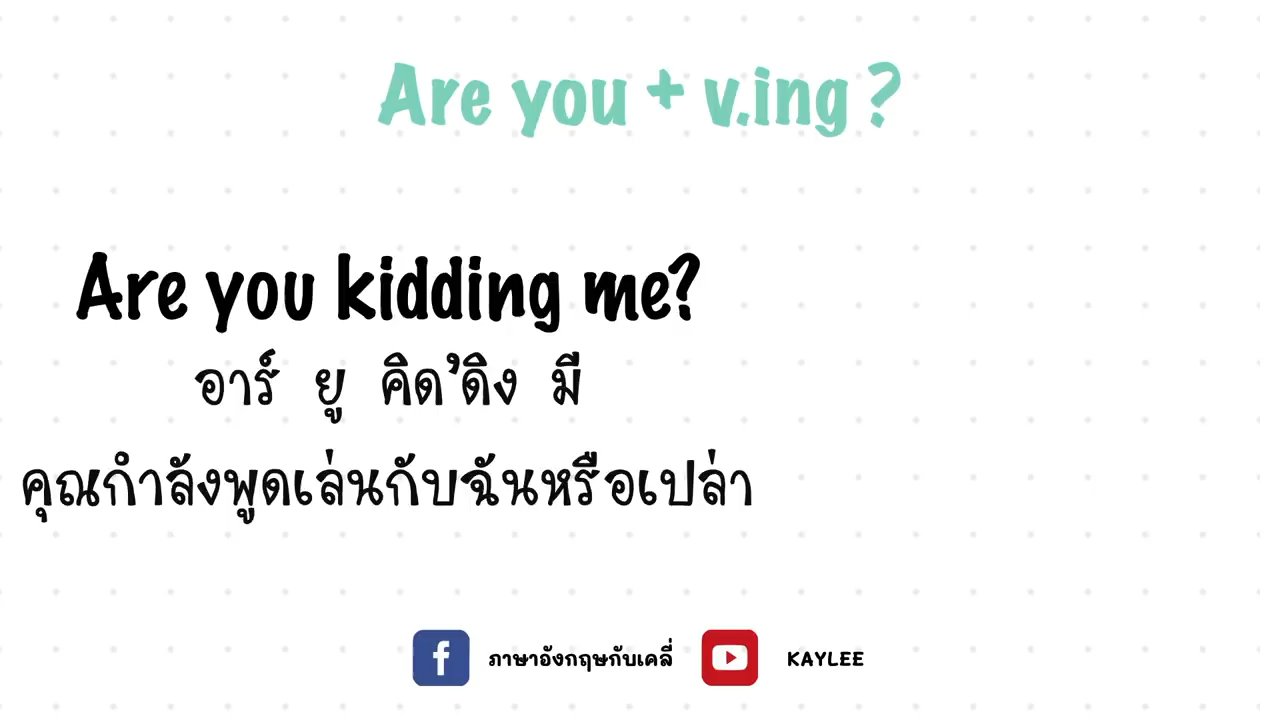 Are you + v.ing ?
Are you kidding me?
อาร์ ยู คิด'ดิง มี
คุณกำลังพูดเล่นกับฉันหรือเปล่า
ภาษาอังกฤษกับเคลี่ KAYLEE